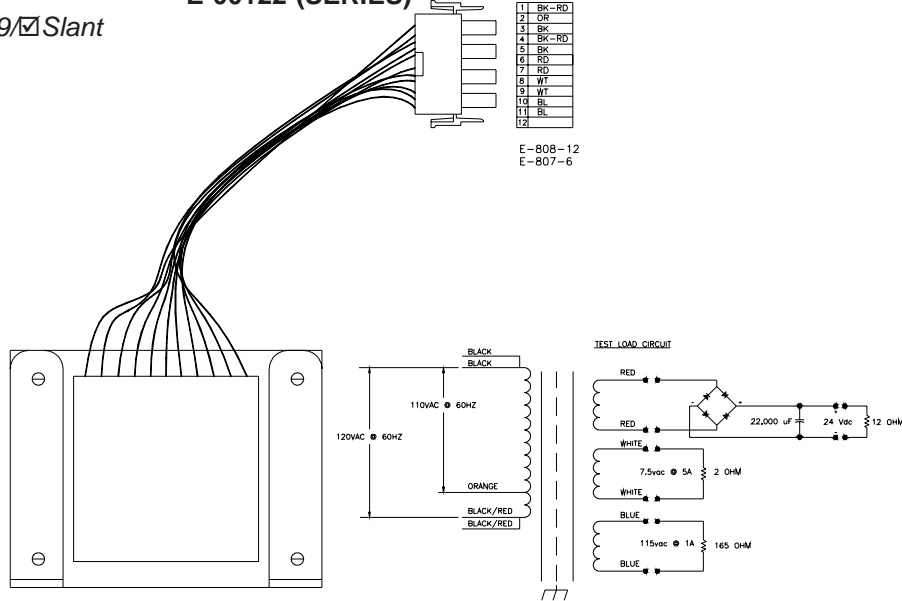 9/☑Slant
1 BK-RD
2 OR
3 BK
4 BK-RD
5 BK
6 RD
7 RD
8 WT
9 WT
10 BL
11 BL
12
E-808-12
E-807-6
BLACK
BLACK
110VAC @ 60HZ
120VAC @ 60HZ
ORANGE
BLACK/RED
BLACK/RED
TEST LOAD CIRCUIT
RED
- +
RED
22,000 uF
+
24 Vdc
-
12 OHM
WHITE
7.5vac @ 5A
2 OHM
WHITE
BLUE
115vac @ 1A
165 OHM
BLUE